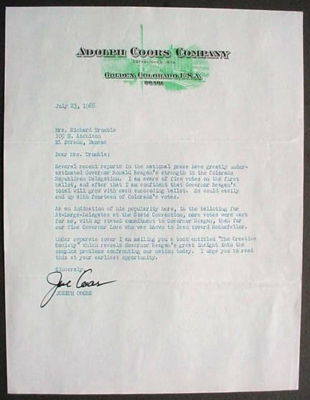 ADOLPH COORS COMPANY
ESTABLISHED 1873
GOLDEN, COLORADO, U.S.A.
80401
July 23, 1968
Mrs. Richard Trumble
El Dorado, Kansas
Dear Mrs. Trumble:
Several recent reports in the national press have greatly under-
estimated Governor Ronald Reagan's strength in the Colorado
Republican Delegation. I am aware of five votes on the first
ballot, and after that I am confident that Governor Reagan's
total will grow with each succeeding ballot. He could easily
end up with fourteen of Colorado's votes.
As an indication of his popularity here, in the balloting for
At-Large-Delegates at the State Convention, more votes were cast
for me, with my stated commitment to Governor Reagan, than for
our fine Governor Love who was known to lean toward Rockefeller.
Under separate cover I am mailing you a book entitled "The Creative
Society" which reveals Governor Reagan's great insight into the
complex problems confronting our nation today. I urge you to read
this at your earliest opportunity.
Sincerely,
Joe Coors
JOSEPH COORS